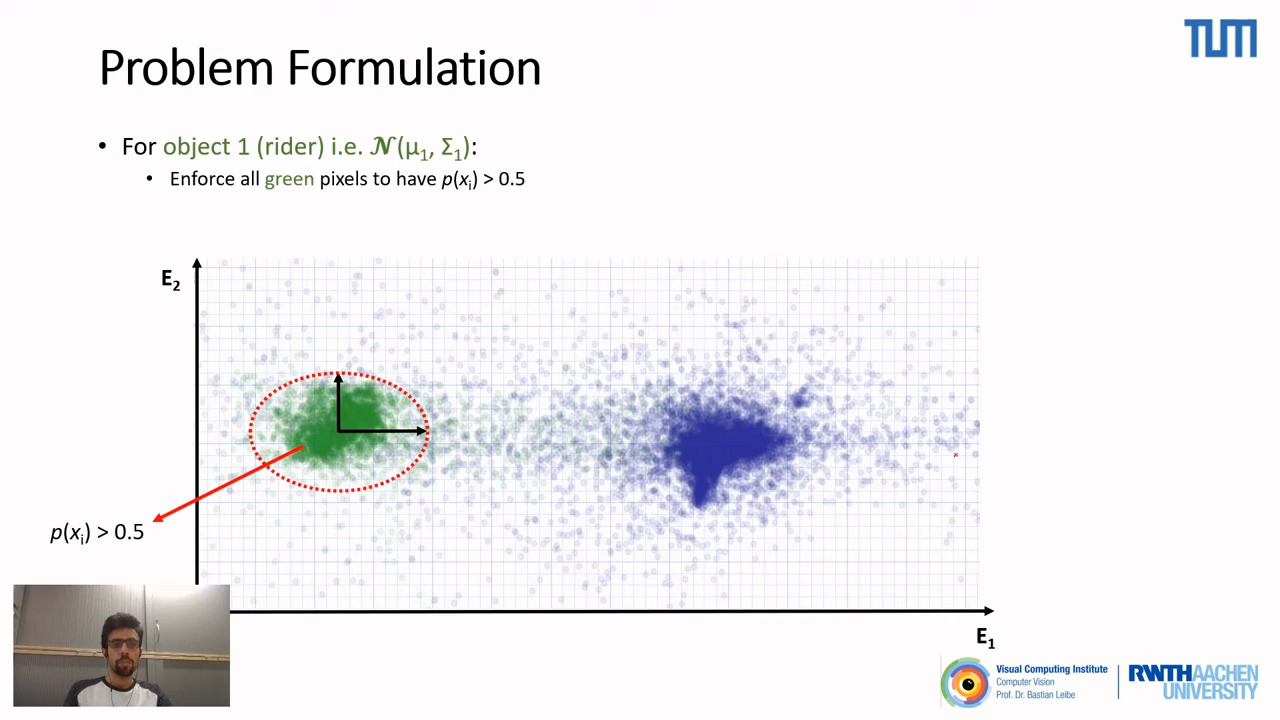 TUM
Problem Formulation
• For object 1 (rider) i.e. 𝓝(μ₁, Σ₁):
• Enforce all green pixels to have p(xᵢ) > 0.5
E₂
p(xᵢ) > 0.5
E₁
Visual Computing Institute
Computer Vision
Prof. Dr. Bastian Leibe
RWTHAACHEN
UNIVERSITY